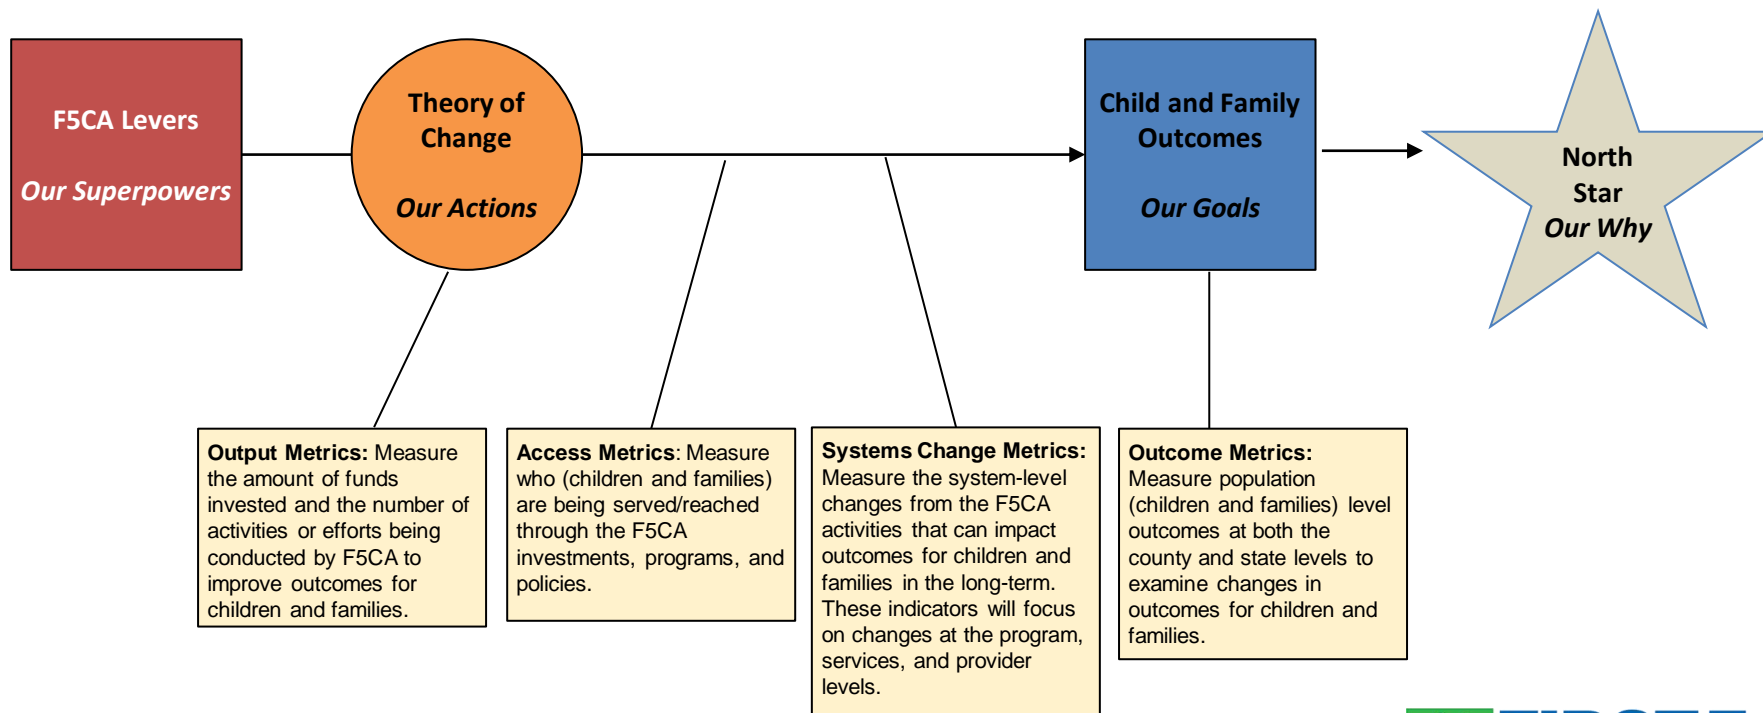 F5CA Levers
Our Superpowers
Theory of
Change
Our Actions
Child and Family
Outcomes
Our Goals
North
Star
Our Why
Output Metrics: Measure
the amount of funds
invested and the number of
activities or efforts being
conducted by F5CA to
improve outcomes for
children and families.
Access Metrics: Measure
who (children and families)
are being served/reached
through the F5CA
investments, programs, and
policies.
Systems Change Metrics:
Measure the system-level
changes from the F5CA
activities that can impact
outcomes for children and
families in the long-term.
These indicators will focus
on changes at the program,
services, and provider
levels.
Outcome Metrics:
Measure population
(children and families) level
outcomes at both the
county and state levels to
examine changes in
outcomes for children and
families.